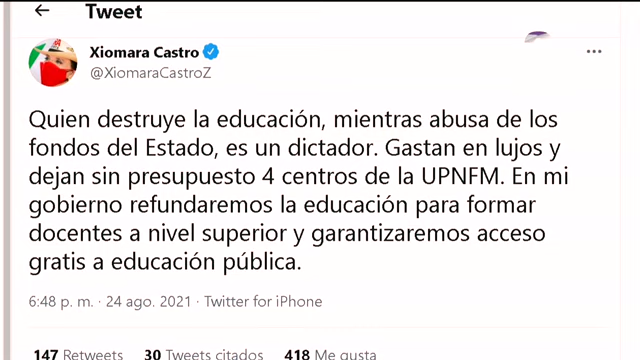 Tweet
Xiomara Castro
@XiomaraCastroZ
Quien destruye la educación, mientras abusa de los
fondos del Estado, es un dictador. Gastan en lujos y
dejan sin presupuesto 4 centros de la UPNFM. En mi
gobierno refundaremos la educación para formar
docentes a nivel superior y garantizaremos acceso
gratis a educación pública.
6:48 p. m. · 24 ago. 2021 · Twitter for iPhone
147 Retweets 30 Tweets citados 418 Me gusta